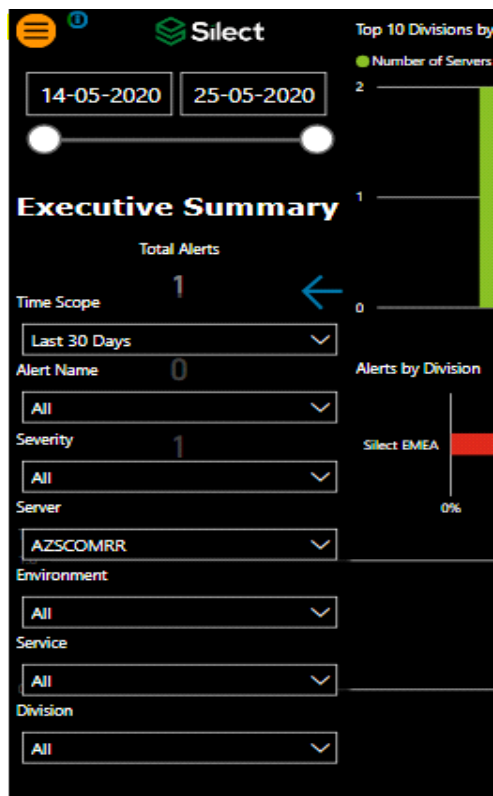 Silect
14-05-2020 25-05-2020
Executive Summary
Total Alerts
1
Time Scope
Last 30 Days
Alert Name
0
All
Severity
1
All
Server
AZSCOMRR
Environment
All
Service
All
Division
All
Top 10 Divisions by
Number of Servers
2
1
0
Alerts by Division
Silect EMEA
0%